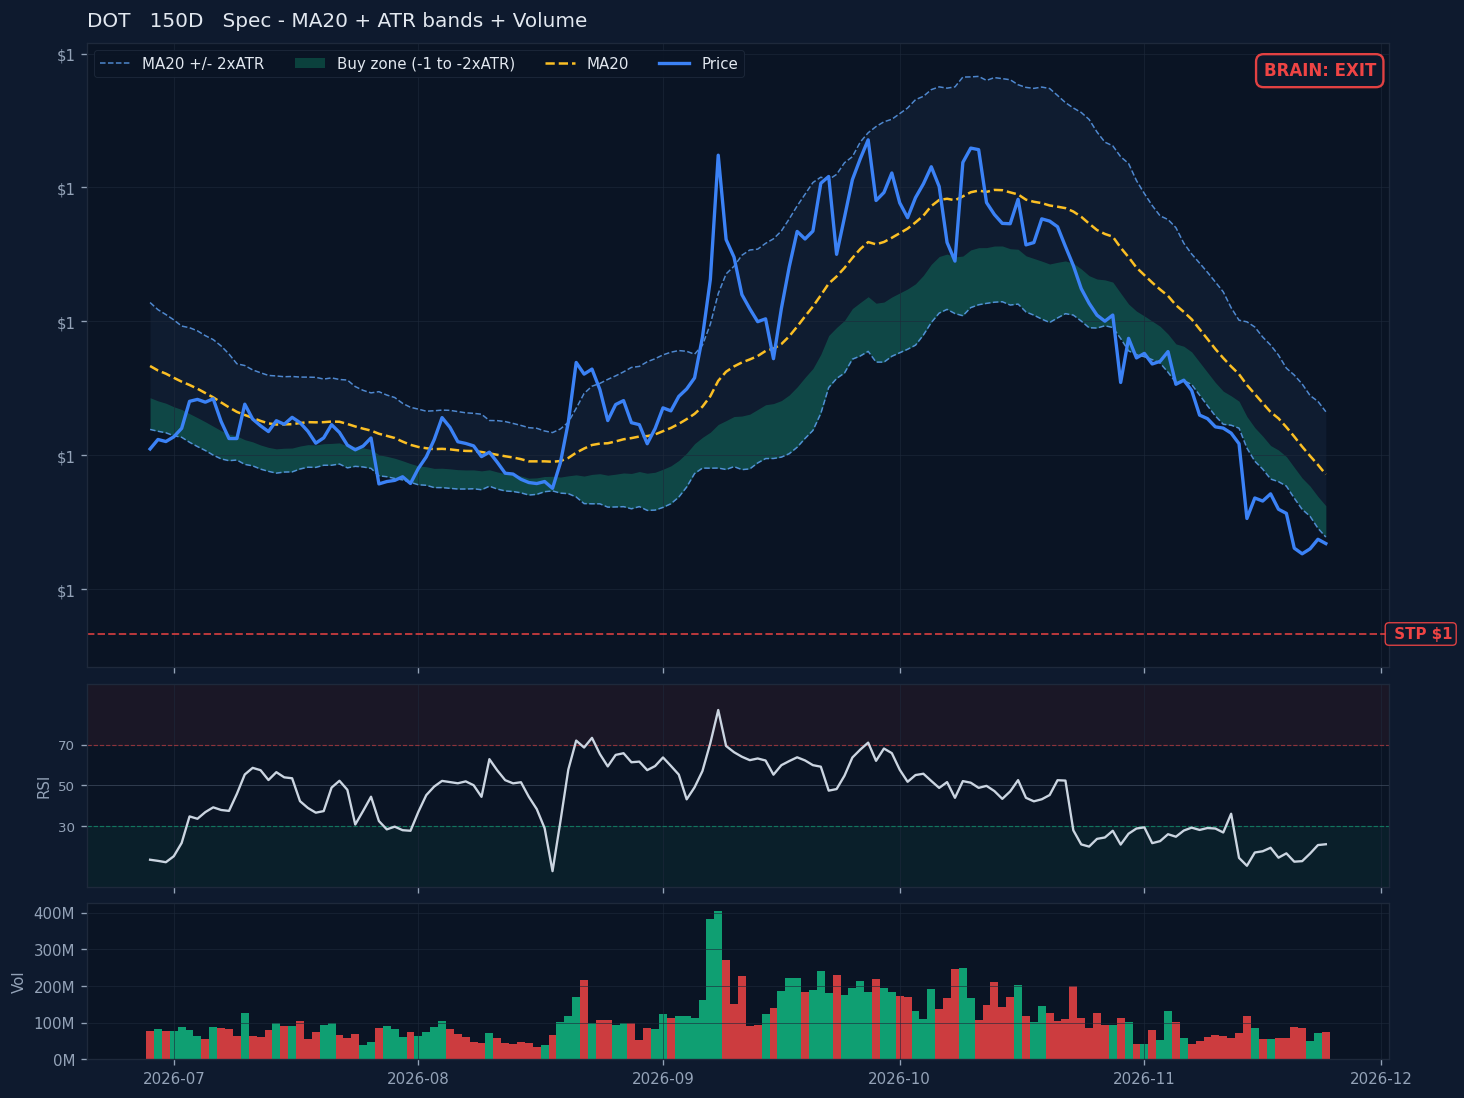 DOT   150D   Spec - MA20 + ATR bands + Volume
MA20 +/- 2xATR
Buy zone (-1 to -2xATR)
MA20
Price
BRAIN: EXIT
$1
$1
$1
$1
$1
STP $1
RSI
70
50
30
Vol
400M
300M
200M
100M
0M
2026-07
2026-08
2026-09
2026-10
2026-11
2026-12